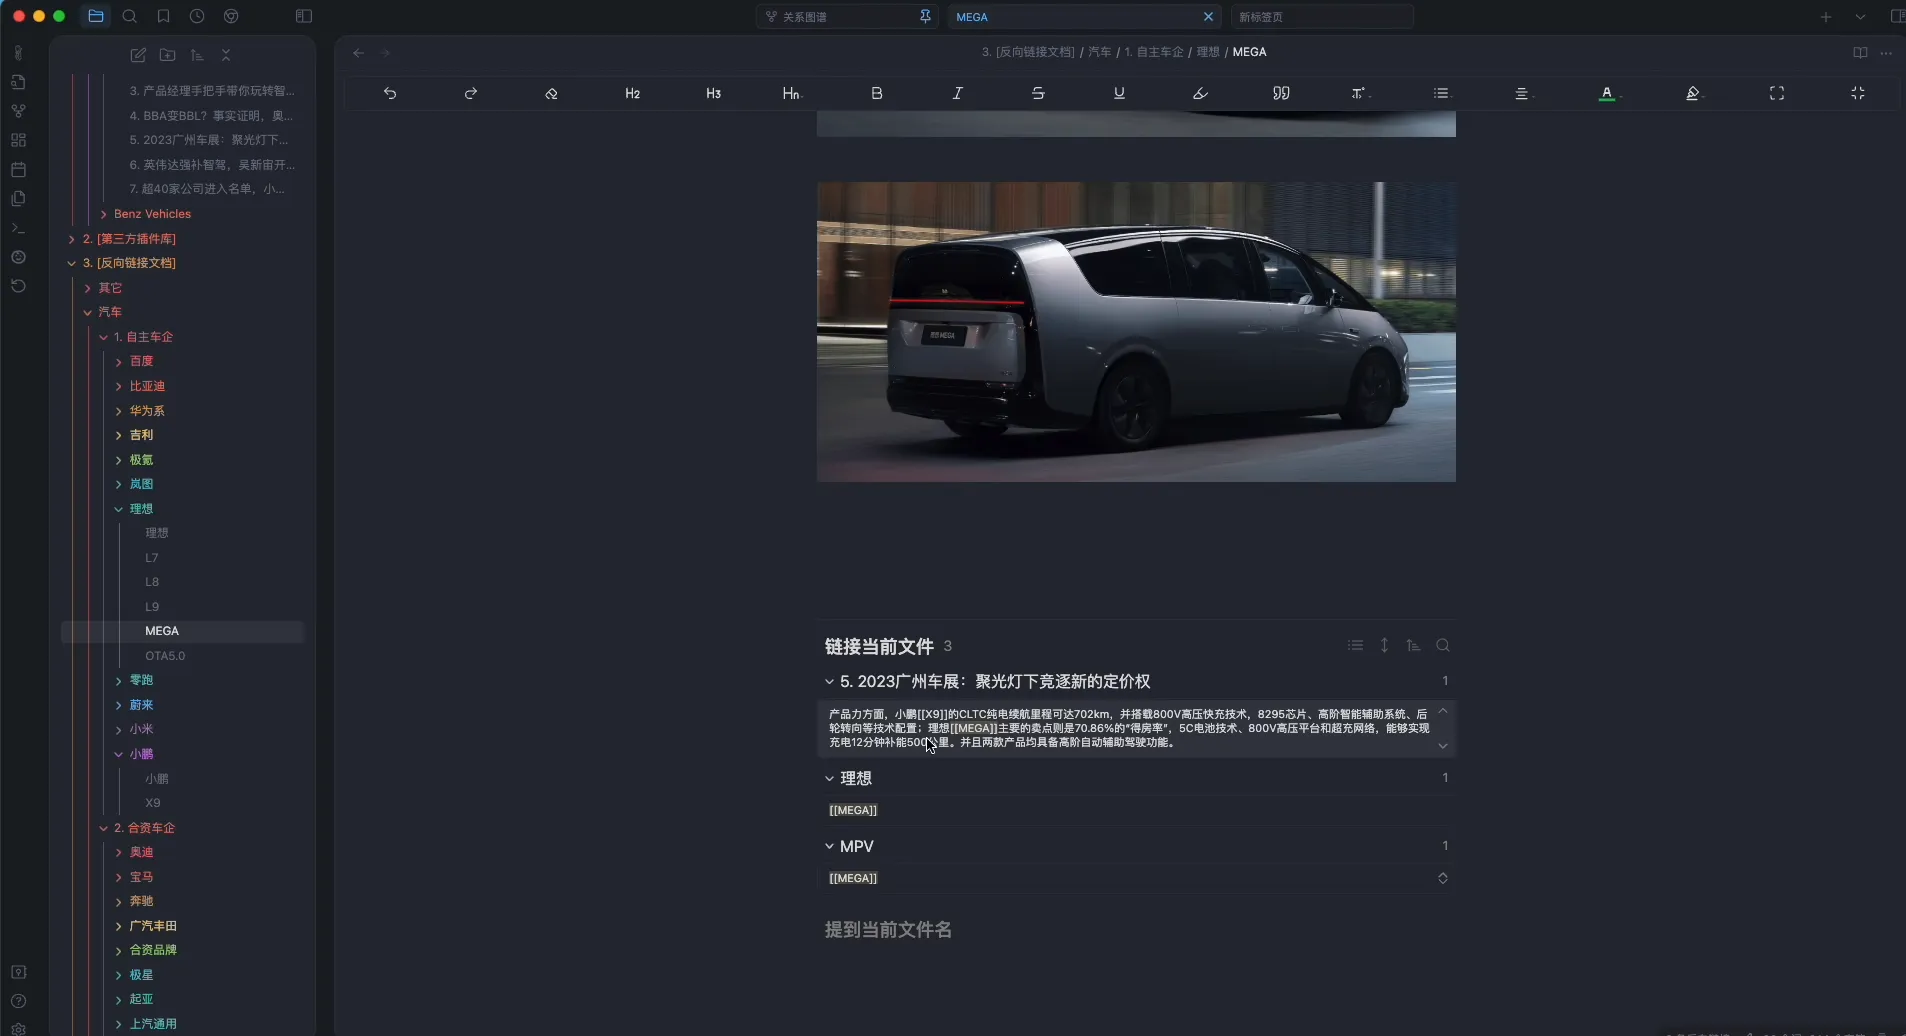 关系图谱
MEGA
新标签页
3. [反向链接文档] / 汽车 / 1. 自主车企 / 理想 / MEGA
H2
H3
Hn
B
I
S
U
A
3. 产品经理手把手带你玩转智...
4. BBA变BBL？事实证明，奥...
5. 2023广州车展：聚光灯下...
6. 英伟达强补智驾，吴新宙开...
7. 超40家公司进入名单，小...
Benz Vehicles
2. [第三方插件库]
3. [反向链接文档]
其它
汽车
1. 自主车企
百度
比亚迪
华为系
吉利
极氪
岚图
理想
理想
L7
L8
L9
MEGA
OTA5.0
零跑
蔚来
小米
小鹏
小鹏
X9
2. 合资车企
奥迪
宝马
奔驰
广汽丰田
合资品牌
极星
起亚
上汽通用
理想 MEGA
链接当前文件 3
5. 2023广州车展：聚光灯下竞逐新的定价权 1
产品力方面，小鹏[[X9]]的CLTC纯电续航里程可达702km，并搭载800V高压快充技术，8295芯片、高阶智能辅助系统、后
轮转向等技术配置；理想[[MEGA]]主要的卖点则是70.86%的“得房率”，5C电池技术、800V高压平台和超充网络，能够实现
充电12分钟补能500公里。并且两款产品均具备高阶自动辅助驾驶功能。
理想 1
[[MEGA]]
MPV 1
[[MEGA]]
提到当前文件名